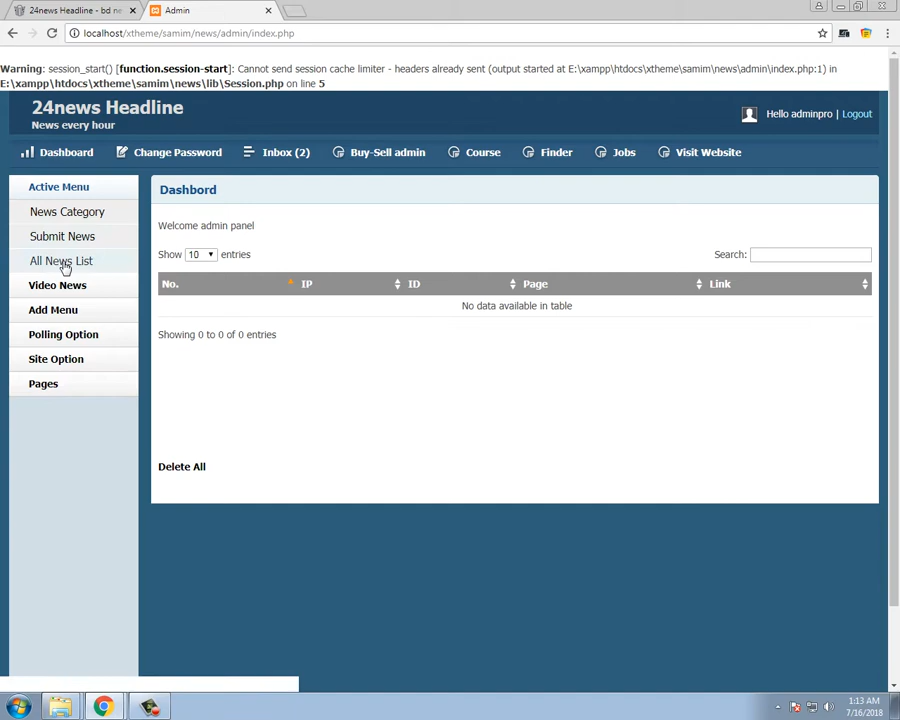 24news Headline - bd ne
Admin
localhost/xtheme/samim/news/admin/index.php
Warning: session_start() [function.session-start]: Cannot send session cache limiter - headers already sent (output started at E:\xampp\htdocs\xtheme\samim\news\admin\index.php:1) in
E:\xampp\htdocs\xtheme\samim\news\lib\Session.php on line 5
24news Headline
News every hour
Hello adminpro | Logout
Dashboard Change Password Inbox (2) Buy-Sell admin Course Finder Jobs Visit Website
Active Menu
News Category
Submit News
All News List
Video News
Add Menu
Polling Option
Site Option
Pages
Dashbord
Welcome admin panel
Show 10 entries Search:
No. IP ID Page Link
No data available in table
Showing 0 to 0 of 0 entries
Delete All
1:13 AM
7/16/2018